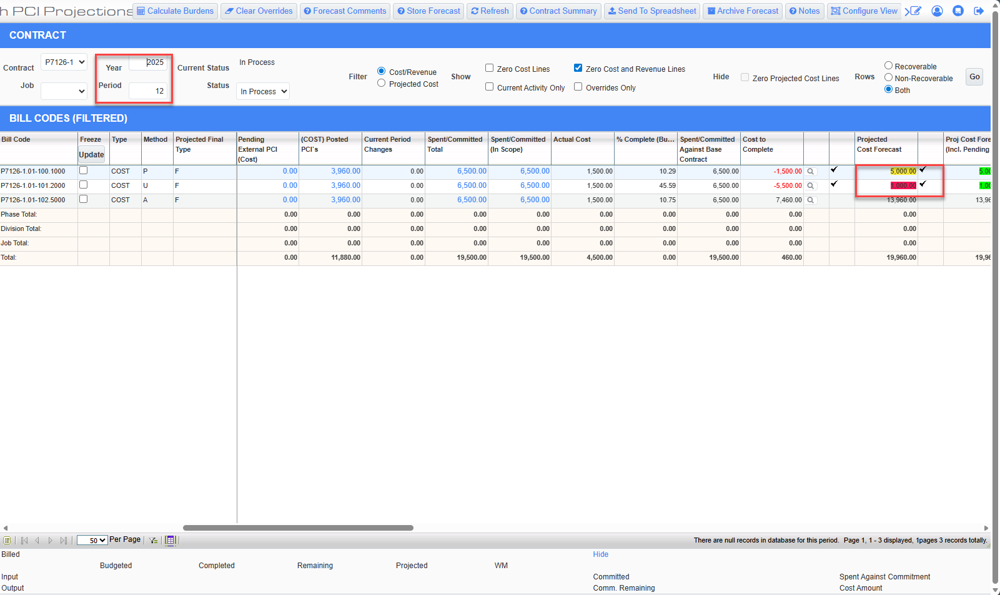 h PCI Projections Calculate Burdens Clear Overrides Forecast Comments Store Forecast Refresh Contract Summary Send To Spreadsheet Archive Forecast Notes Configure View
CONTRACT
Contract P7126-1 Year 2025 Current Status In Process
Job Period 12 Status In Process
Filter Cost/Revenue Projected Cost
Show Zero Cost Lines Zero Cost and Revenue Lines
Current Activity Only Overrides Only
Hide Zero Projected Cost Lines Rows Recoverable
Non-Recoverable
Both
Go
BILL CODES (FILTERED)
Bill Code Freeze Update Type Method Projected Final Type Pending External PCI (Cost) (COST) Posted PCI`s Current Period Changes Spent/Committed Total Spent/Committed (In Scope) Actual Cost % Complete (Bu... Spent/Committed Against Base Contract Cost to Complete Projected Cost Forecast Proj Cost Fore (Incl. Pending
P7126-1.01-100.1000 COST P F 0.00 3,960.00 0.00 6,500.00 6,500.00 1,500.00 10.29 6,500.00 -1,500.00 5,000.00 5,00
P7126-1.01-101.2000 COST U F 0.00 3,960.00 0.00 6,500.00 6,500.00 1,500.00 45.59 6,500.00 -5,500.00 1,000.00 1,00
P7126-1.01-102.5000 COST A F 0.00 3,960.00 0.00 6,500.00 6,500.00 1,500.00 10.75 6,500.00 7,460.00 13,960.00 13,96
Phase Total: 0.00 0.00 0.00 0.00 0.00 0.00 0.00 0.00 0.00 0.00
Division Total: 0.00 0.00 0.00 0.00 0.00 0.00 0.00 0.00 0.00 0.00
Job Total: 0.00 0.00 0.00 0.00 0.00 0.00 0.00 0.00 0.00 0.00
Total: 0.00 11,880.00 0.00 19,500.00 19,500.00 4,500.00 0.00 19,500.00 460.00 19,960.00 19,96
50 Per Page There are null records in database for this period. Page 1, 1 - 3 displayed, 1pages 3 records totally.
Billed Hide
Budgeted Completed Remaining Projected WM
Input Committed Spent Against Commitment
Output Comm. Remaining Cost Amount